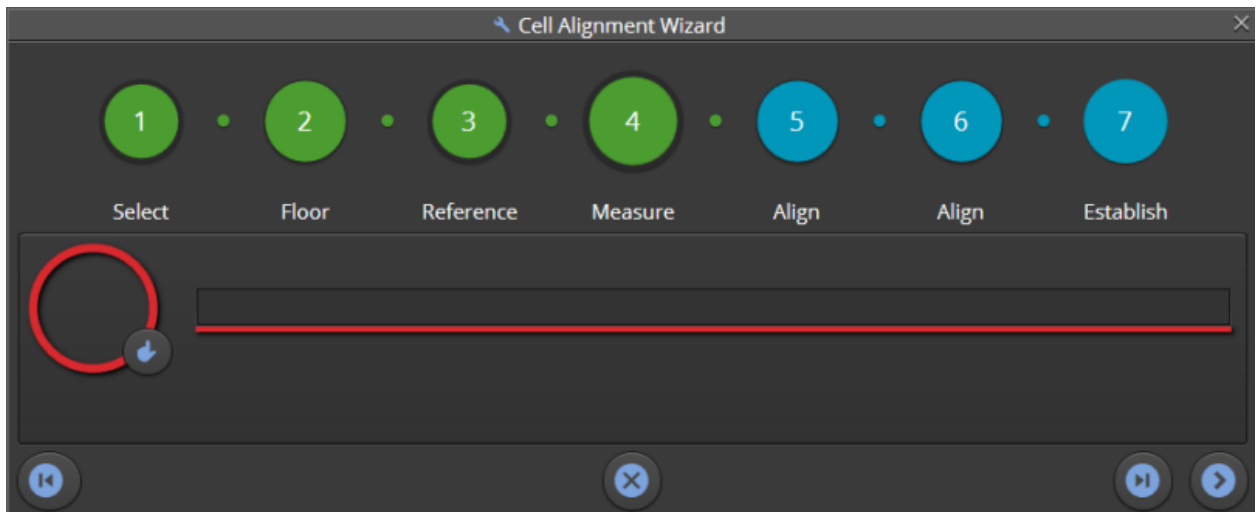 Cell Alignment Wizard
1 2 3 4 5 6 7
Select Floor Reference Measure Align Align Establish